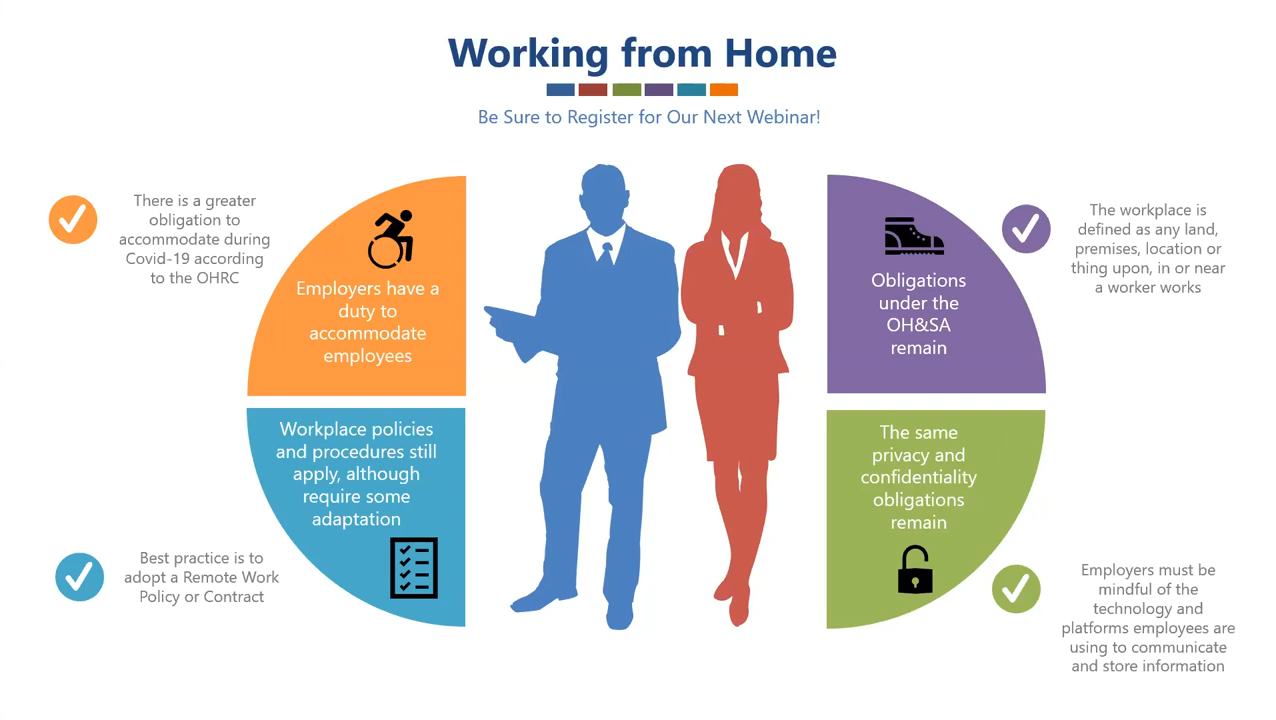 Working from Home
Be Sure to Register for Our Next Webinar!
There is a greater
obligation to
accommodate during
Covid-19 according
to the OHRC
Employers have a
duty to
accommodate
employees
Obligations
under the
OH&SA
remain
The workplace is
defined as any land,
premises, location or
thing upon, in or near
a worker works
Workplace policies
and procedures still
apply, although
require some
adaptation
Best practice is to
adopt a Remote Work
Policy or Contract
The same
privacy and
confidentiality
obligations
remain
Employers must be
mindful of the
technology and
platforms employees are
using to communicate
and store information